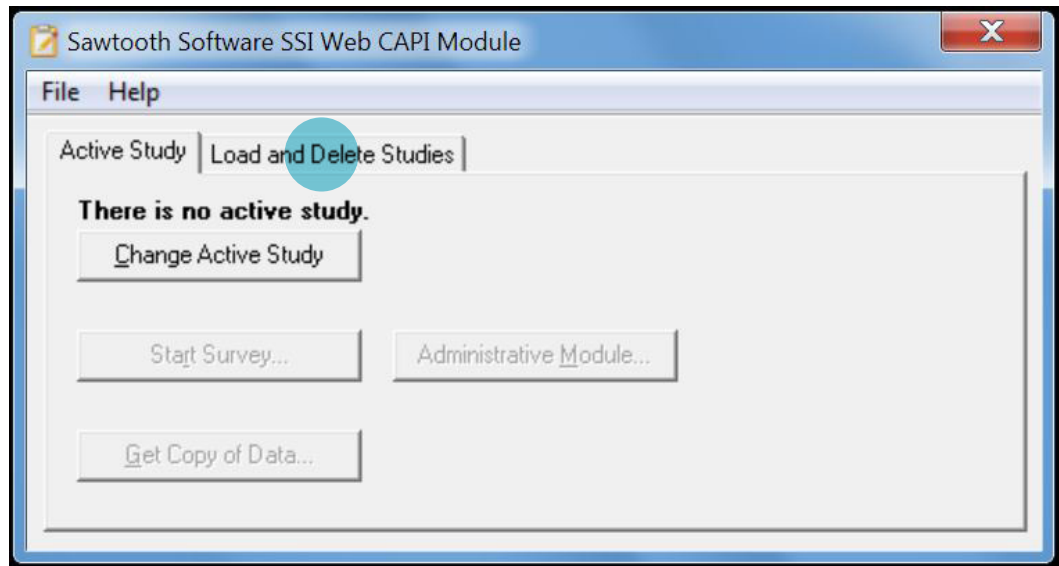 Sawtooth Software SSI Web CAPI Module
File Help
Active Study Load and Delete Studies
There is no active study.
Change Active Study
Start Survey... Administrative Module...
Get Copy of Data...